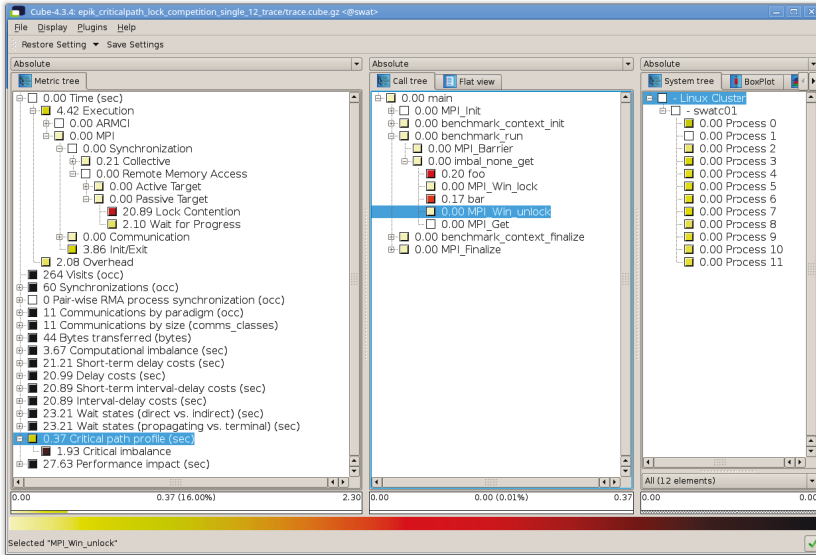 Cube-4.3.4: epik_criticalpath_lock_competition_single_12_trace/trace.cube.gz <@swat>
File Display Plugins Help
Restore Setting Save Settings
Absolute
Metric tree
0.00 Time (sec)
4.42 Execution
0.00 ARMCI
0.00 MPI
0.00 Synchronization
0.21 Collective
0.00 Remote Memory Access
0.00 Active Target
0.00 Passive Target
20.89 Lock Contention
2.10 Wait for Progress
0.00 Communication
3.86 Init/Exit
2.08 Overhead
264 Visits (occ)
60 Synchronizations (occ)
0 Pair-wise RMA process synchronization (occ)
11 Communications by paradigm (occ)
11 Communications by size (comms_classes)
44 Bytes transferred (bytes)
3.67 Computational imbalance (sec)
21.21 Short-term delay costs (sec)
20.99 Delay costs (sec)
20.89 Short-term interval-delay costs (sec)
20.89 Interval-delay costs (sec)
23.21 Wait states (direct vs. indirect) (sec)
23.21 Wait states (propagating vs. terminal) (sec)
0.37 Critical path profile (sec)
1.93 Critical imbalance
27.63 Performance impact (sec)
0.00 0.37 (16.00%) 2.30
Absolute
Call tree Flat view
0.00 main
0.00 MPI_Init
0.00 benchmark_context_init
0.00 benchmark_run
0.00 MPI_Barrier
0.00 imbal_none_get
0.20 foo
0.00 MPI_Win_lock
0.17 bar
0.00 MPI_Win_unlock
0.00 MPI_Get
0.00 benchmark_context_finalize
0.00 MPI_Finalize
0.00 0.00 (0.01%) 0.37
Absolute
System tree BoxPlot
- Linux Cluster
- swatc01
0.00 Process 0
0.00 Process 1
0.00 Process 2
0.00 Process 3
0.00 Process 4
0.00 Process 5
0.00 Process 6
0.00 Process 7
0.00 Process 8
0.00 Process 9
0.00 Process 10
0.00 Process 11
All (12 elements)
0.00 0.00
Selected "MPI_Win_unlock"